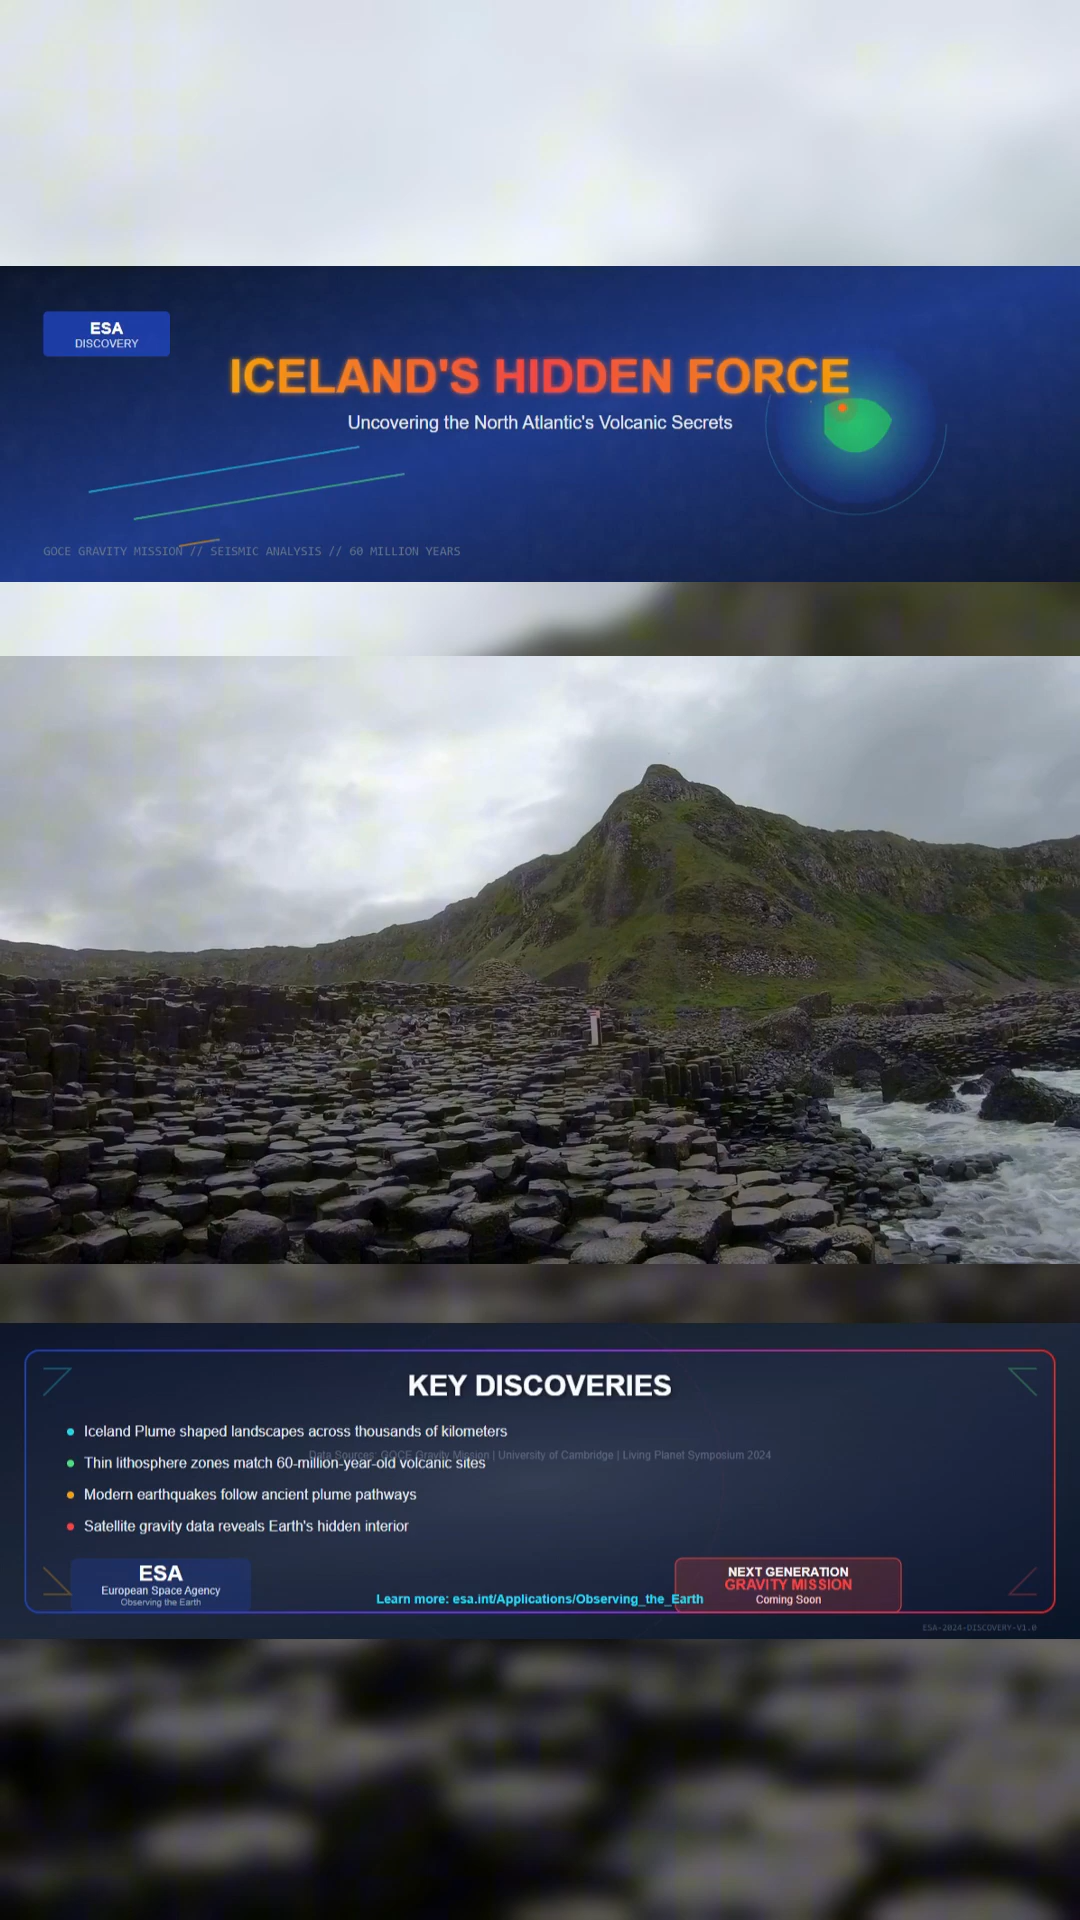 ESA
DISCOVERY
ICELAND'S HIDDEN FORCE
Uncovering the North Atlantic's Volcanic Secrets
GOCE GRAVITY MISSION // SEISMIC ANALYSIS // 60 MILLION YEARS
KEY DISCOVERIES
Iceland Plume shaped landscapes across thousands of kilometers
Data Sources: GOCE Gravity Mission | University of Cambridge | Living Planet Symposium 2024
Thin lithosphere zones match 60-million-year-old volcanic sites
Modern earthquakes follow ancient plume pathways
Satellite gravity data reveals Earth's hidden interior
ESA
European Space Agency
Observing the Earth
Learn more: esa.int/Applications/Observing_the_Earth
NEXT GENERATION
GRAVITY MISSION
Coming Soon
ESA-2024-DISCOVERY-V1.0